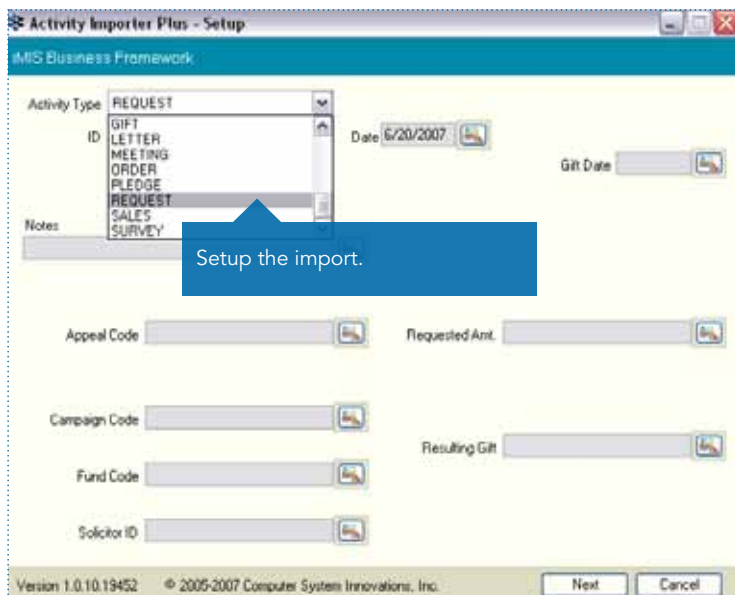 Activity Importer Plus - Setup
iMIS Business Framework
Activity Type REQUEST
GIFT
ID LETTER Date 6/20/2007
MEETING
ORDER Gift Date
PLEDGE
REQUEST
SALES
Notes SURVEY
Setup the import.
Appeal Code Requested Amt.
Campaign Code
Resulting Gift
Fund Code
Solicitor ID
Version 1.0.10.19452 © 2005-2007 Computer System Innovations, Inc. Next Cancel